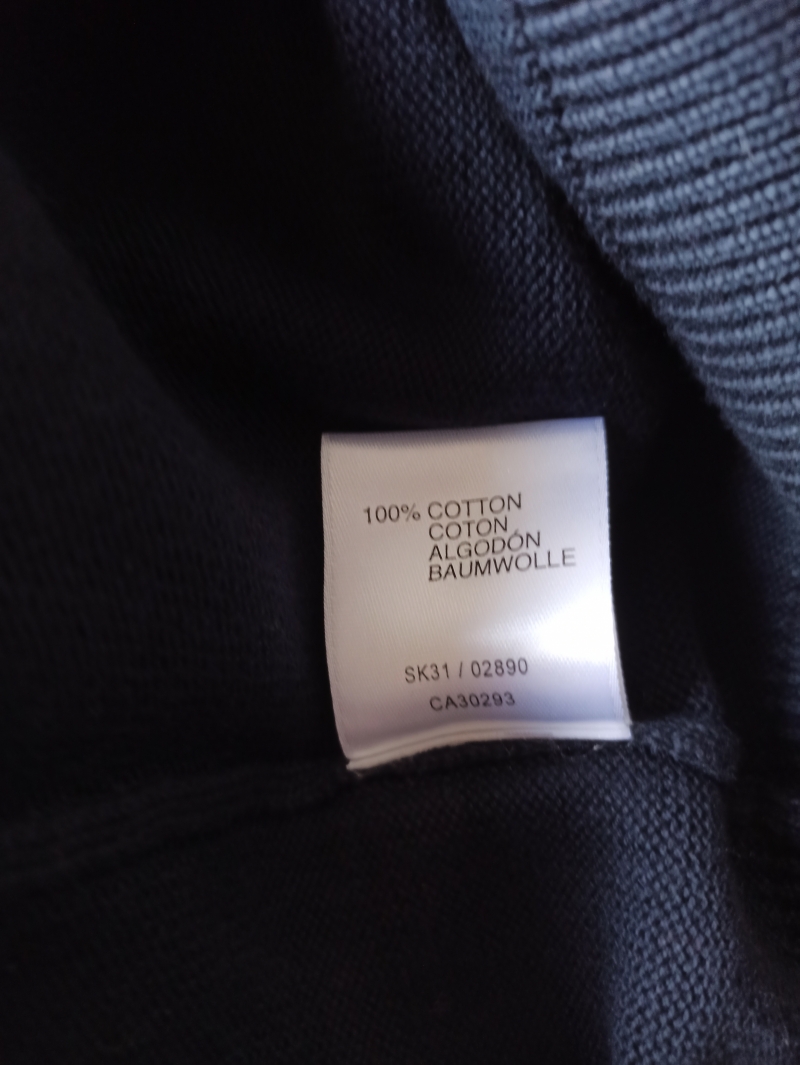 100% COTTON
COTON
ALGODÓN
BAUMWOLLE
SK31 / 02890
CA30293